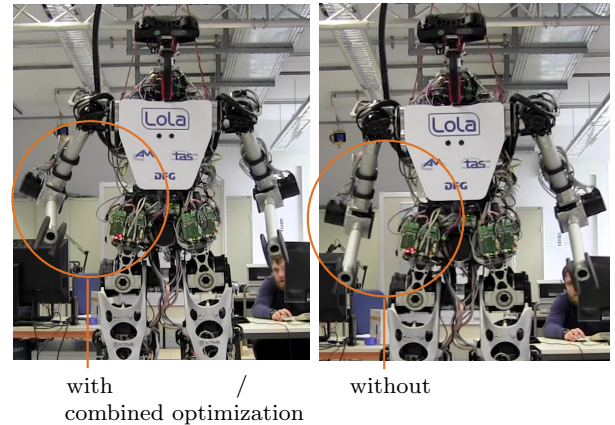 Lola
AM
tas
DFG
Lola
AM
tas
DFG
with / without
combined optimization